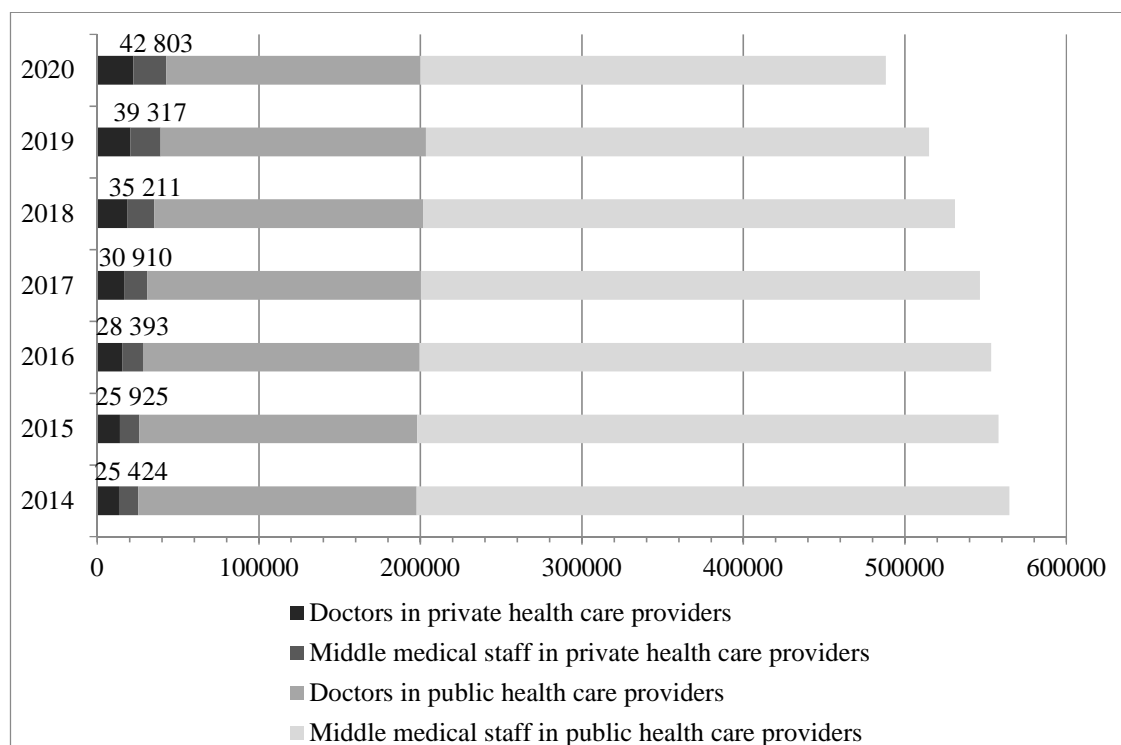 42 803
2020
39 317
2019
35 211
2018
30 910
2017
28 393
2016
25 925
2015
25 424
2014
0 100000 200000 300000 400000 500000 600000
Doctors in private health care providers
Middle medical staff in private health care providers
Doctors in public health care providers
Middle medical staff in public health care providers